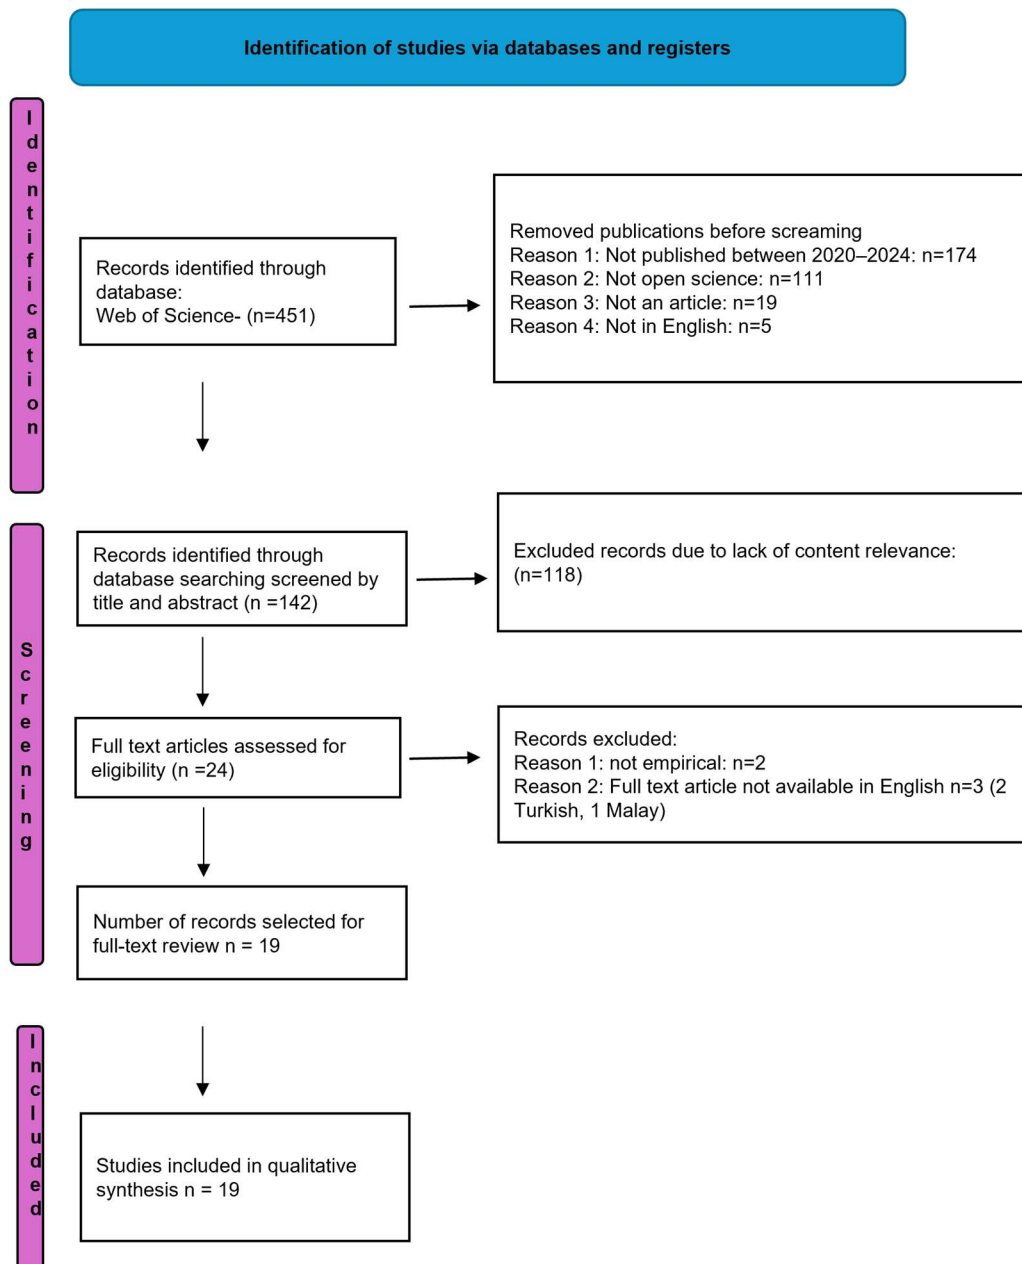 Identification of studies via databases and registers
Identification
Records identified through
database:
Web of Science- (n=451)
Removed publications before screaming
Reason 1: Not published between 2020–2024: n=174
Reason 2: Not open science: n=111
Reason 3: Not an article: n=19
Reason 4: Not in English: n=5
Screening
Records identified through
database searching screened by
title and abstract (n =142)
Excluded records due to lack of content relevance:
(n=118)
Full text articles assessed for
eligibility (n =24)
Records excluded:
Reason 1: not empirical: n=2
Reason 2: Full text article not available in English n=3 (2
Turkish, 1 Malay)
Number of records selected for
full-text review n = 19
Included
Studies included in qualitative
synthesis n = 19